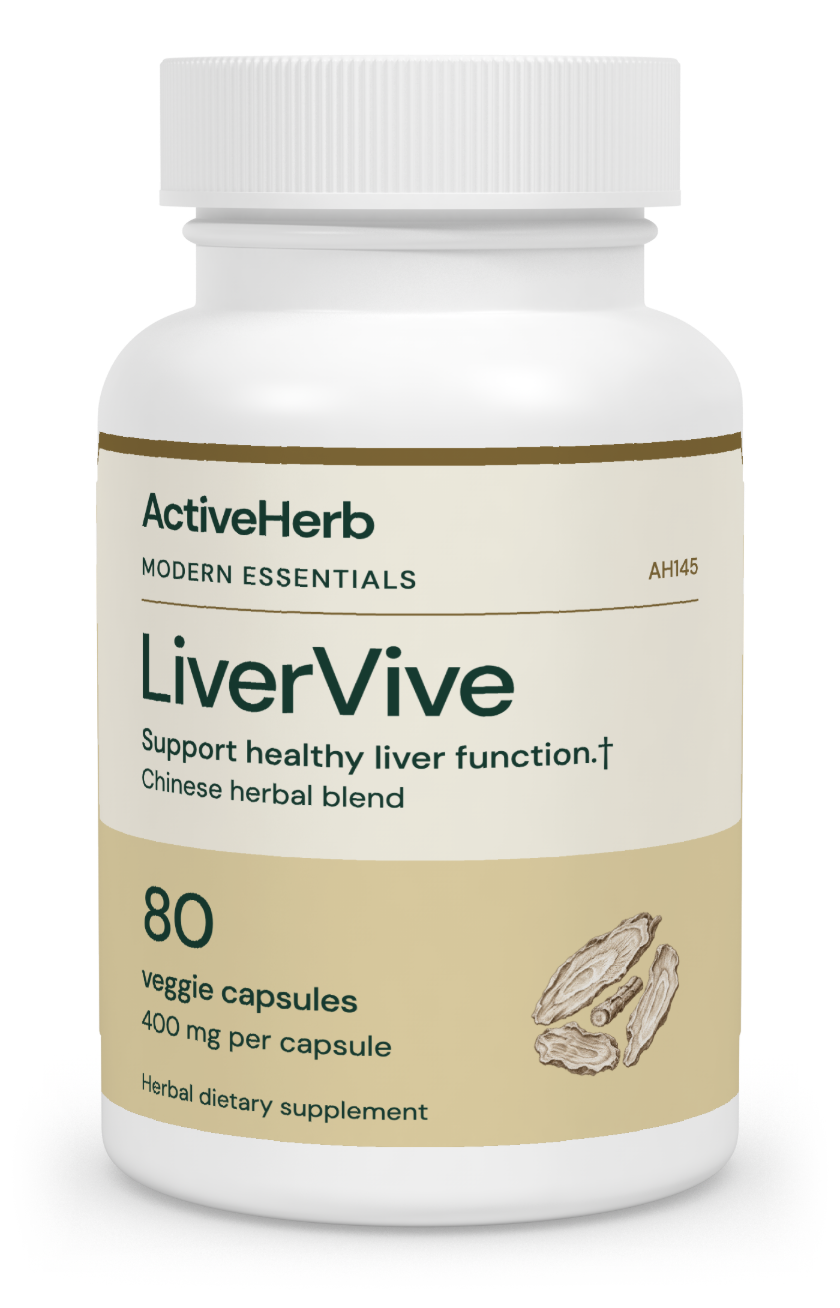 ActiveHerb
MODERN ESSENTIALS
AH145
LiverVive
Support healthy liver function.†
Chinese herbal blend
80
veggie capsules
400 mg per capsule
Herbal dietary supplement